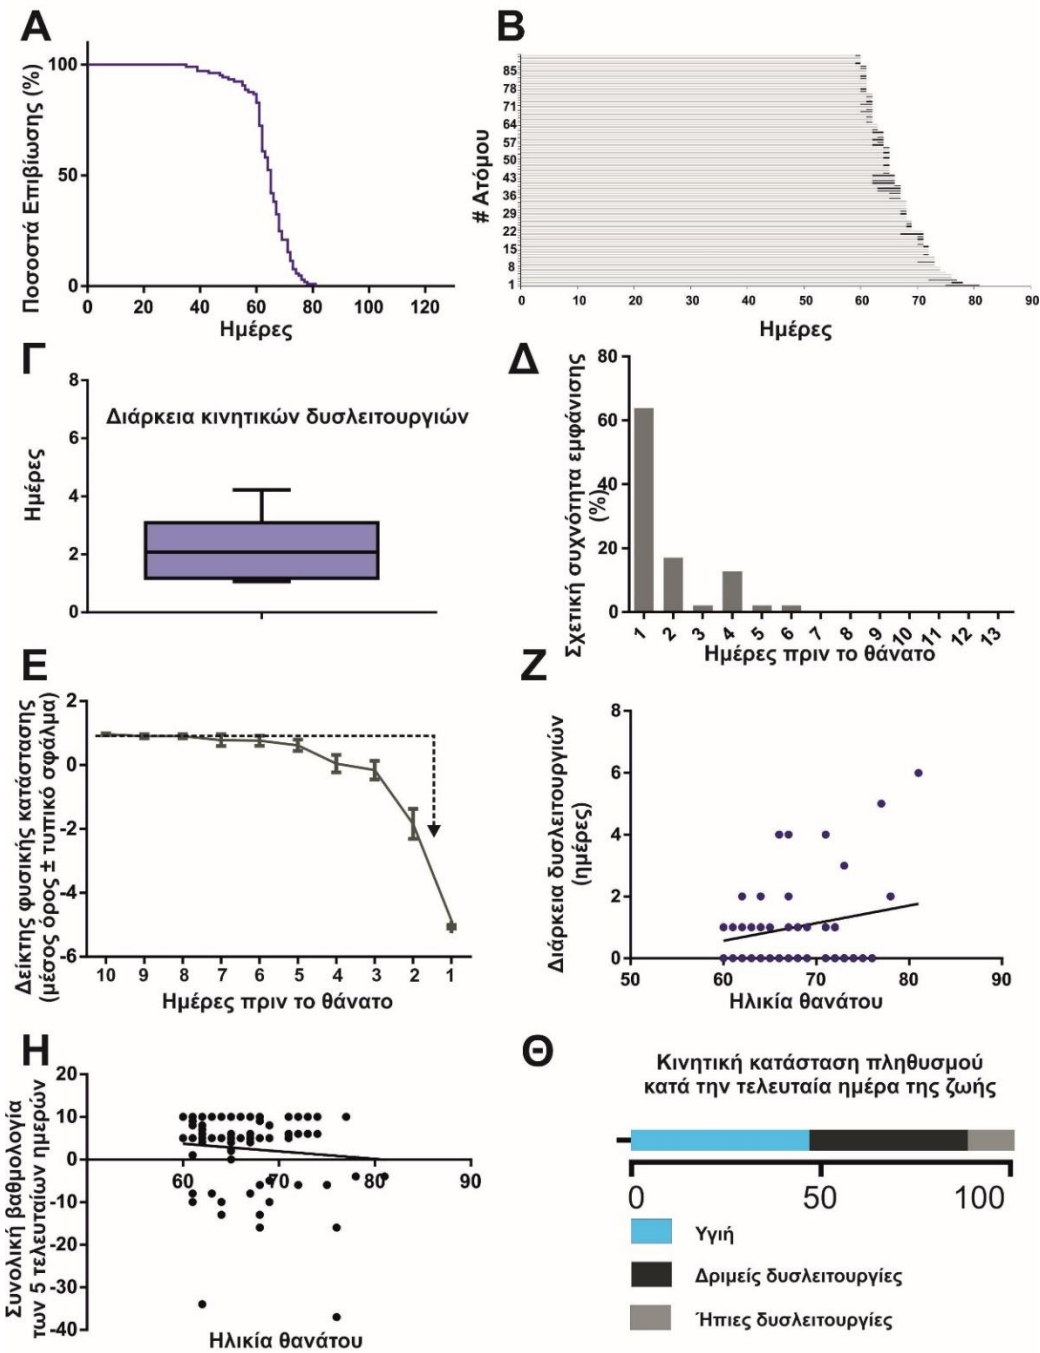 A
Ποσοστά Επιβίωσης (%)
100
50
0
0 20 40 60 80 100 120
Ημέρες
B
# Ατόμου
85
78
71
64
57
50
43
36
29
22
15
8
1
0 10 20 30 40 50 60 70 80 90
Ημέρες
Γ
Διάρκεια κινητικών δυσλειτουργιών
Ημέρες
8
6
4
2
0
Δ
Σχετική συχνότητα εμφάνισης
(%)
80
60
40
20
0
1 2 3 4 5 6 7 8 9 10 11 12 13
Ημέρες πριν το θάνατο
E
Δείκτης φυσικής κατάστασης
(μέσος όρος ± τυπικό σφάλμα)
2
0
-2
-4
-6
10 9 8 7 6 5 4 3 2 1
Ημέρες πριν το θάνατο
Z
Διάρκεια δυσλειτουργιών
(ημέρες)
8
6
4
2
0
50 60 70 80 90
Ηλικία θανάτου
H
Συνολική βαθμολογία
των 5 τελευταίων ημερών
20
10
0
-10
-20
-30
-40
60 70 80 90
Ηλικία θανάτου
Θ
Κινητική κατάσταση πληθυσμού
κατά την τελευταία ημέρα της ζωής
0 50 100
Υγιή
Δριμείς δυσλειτουργίες
Ήπιες δυσλειτουργίες